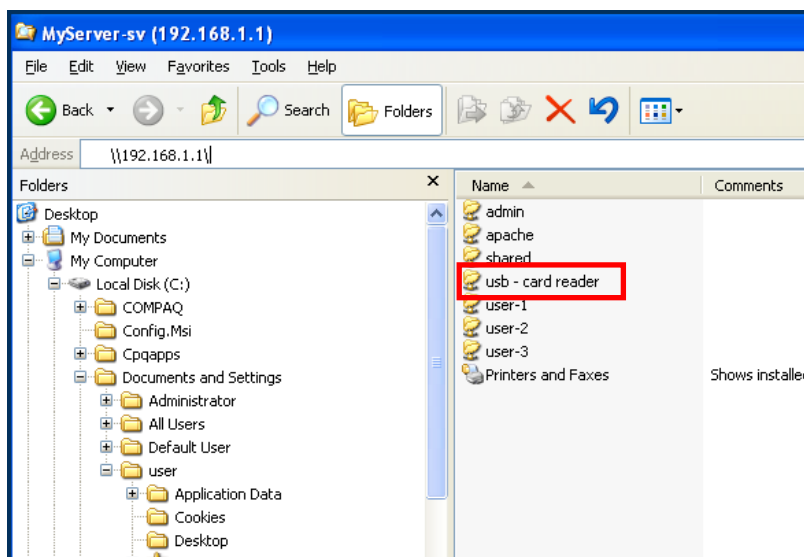 MyServer-sv (192.168.1.1)
File Edit View Favorites Tools Help
Back Search Folders
Address \\192.168.1.1\
Folders
Desktop
My Documents
My Computer
Local Disk (C:)
COMPAQ
Config.Msi
Cpqapps
Documents and Settings
Administrator
All Users
Default User
user
Application Data
Cookies
Desktop
Name Comments
admin
apache
shared
usb - card reader
user-1
user-2
user-3
Printers and Faxes Shows installe